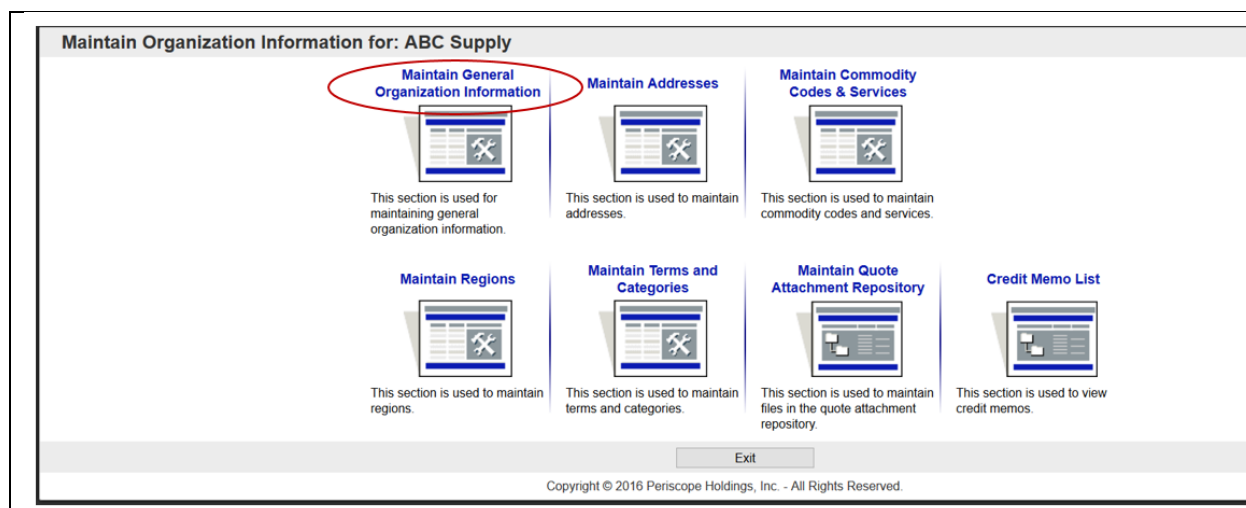 Maintain Organization Information for: ABC Supply
Maintain General
Organization Information
This section is used for
maintaining general
organization information.
Maintain Addresses
This section is used to maintain
addresses.
Maintain Commodity
Codes & Services
This section is used to maintain
commodity codes and services.
Maintain Regions
This section is used to maintain
regions.
Maintain Terms and
Categories
This section is used to maintain
terms and categories.
Maintain Quote
Attachment Repository
This section is used to maintain
files in the quote attachment
repository.
Credit Memo List
This section is used to view
credit memos.
Exit
Copyright © 2016 Periscope Holdings, Inc. - All Rights Reserved.